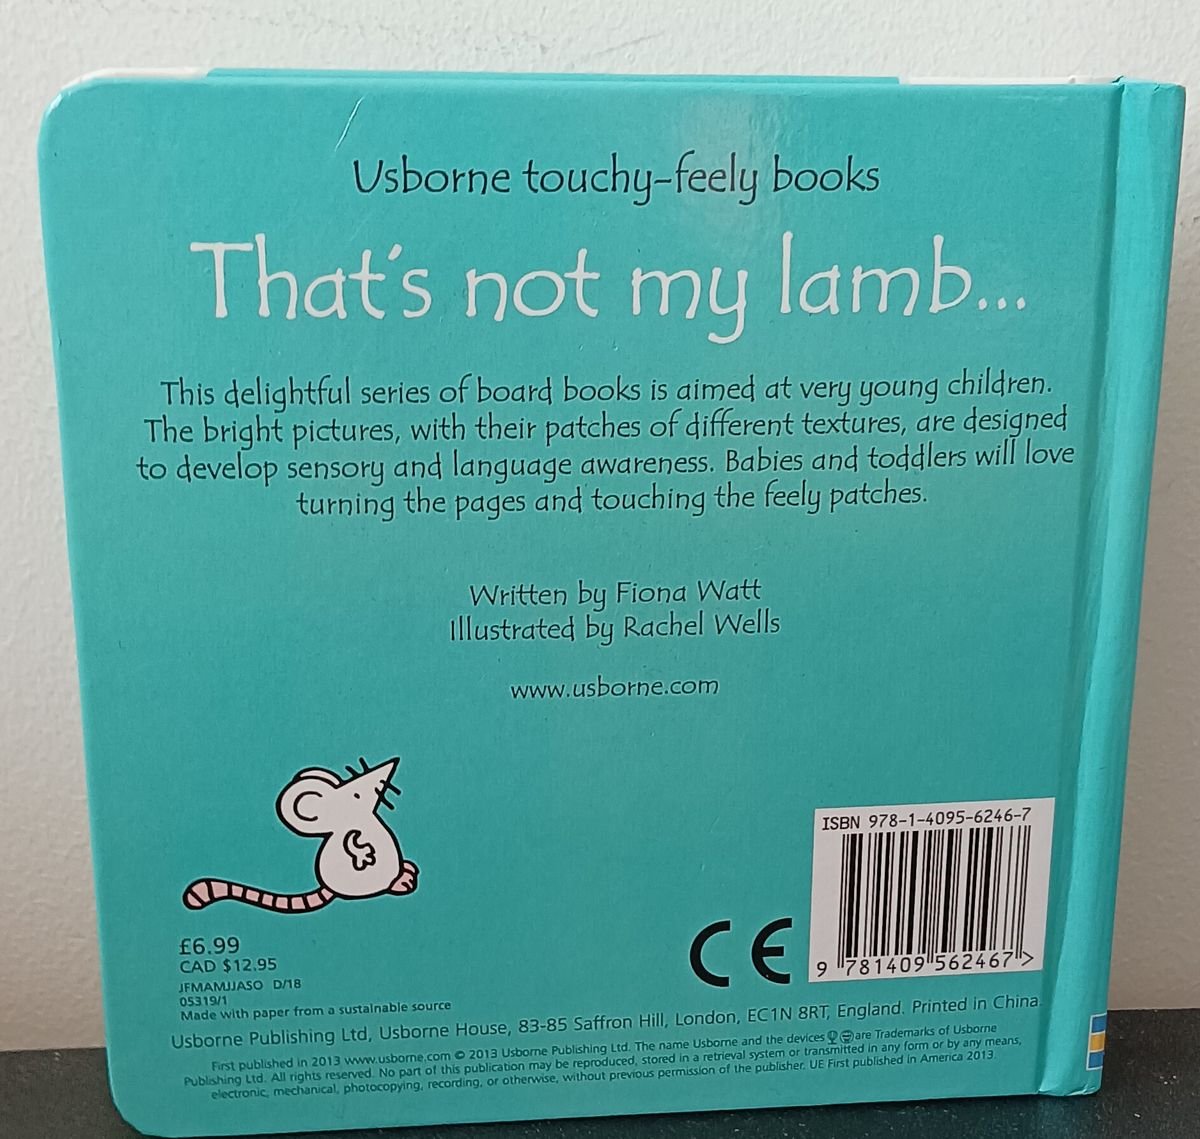 Usborne touchy-feely books
That's not my lamb...
This delightful series of board books is aimed at very young children.
The bright pictures, with their patches of different textures, are designed
to develop sensory and language awareness. Babies and toddlers will love
turning the pages and touching the feely patches.
Written by Fiona Watt
Illustrated by Rachel Wells
www.usborne.com
ISBN 978-1-4095-6246-7
9 781409 562467 >
CE
£6.99
CAD $12.95
JFMAMJJASO D/18
05319/1
Made with paper from a sustainable source
Usborne Publishing Ltd, Usborne House, 83-85 Saffron Hill, London, EC1N 8RT, England. Printed in China.
First published in 2013 www.usborne.com © 2013 Usborne Publishing Ltd. The name Usborne and the devices are Trademarks of Usborne
Publishing Ltd. All rights reserved. No part of this publication may be reproduced, stored in a retrieval system or transmitted in any form or by any means,
electronic, mechanical, photocopying, recording, or otherwise, without previous permission of the publisher. UE First published in America 2013.